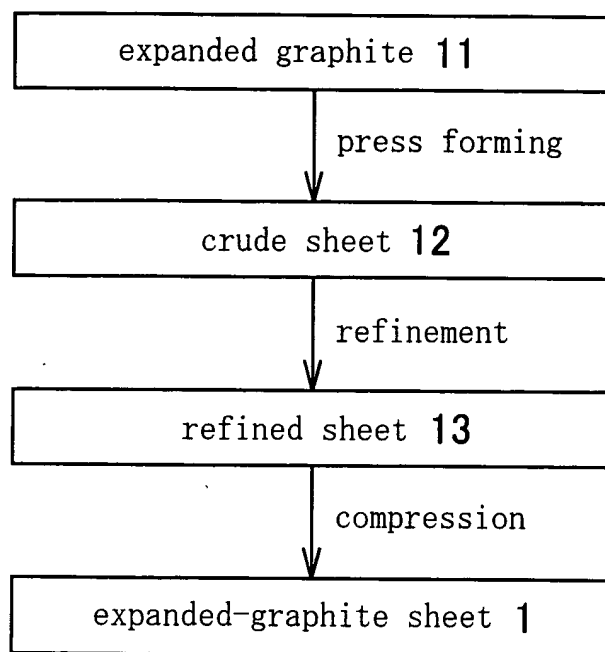 expanded graphite 11
press forming
crude sheet 12
refinement
refined sheet 13
compression
expanded-graphite sheet 1